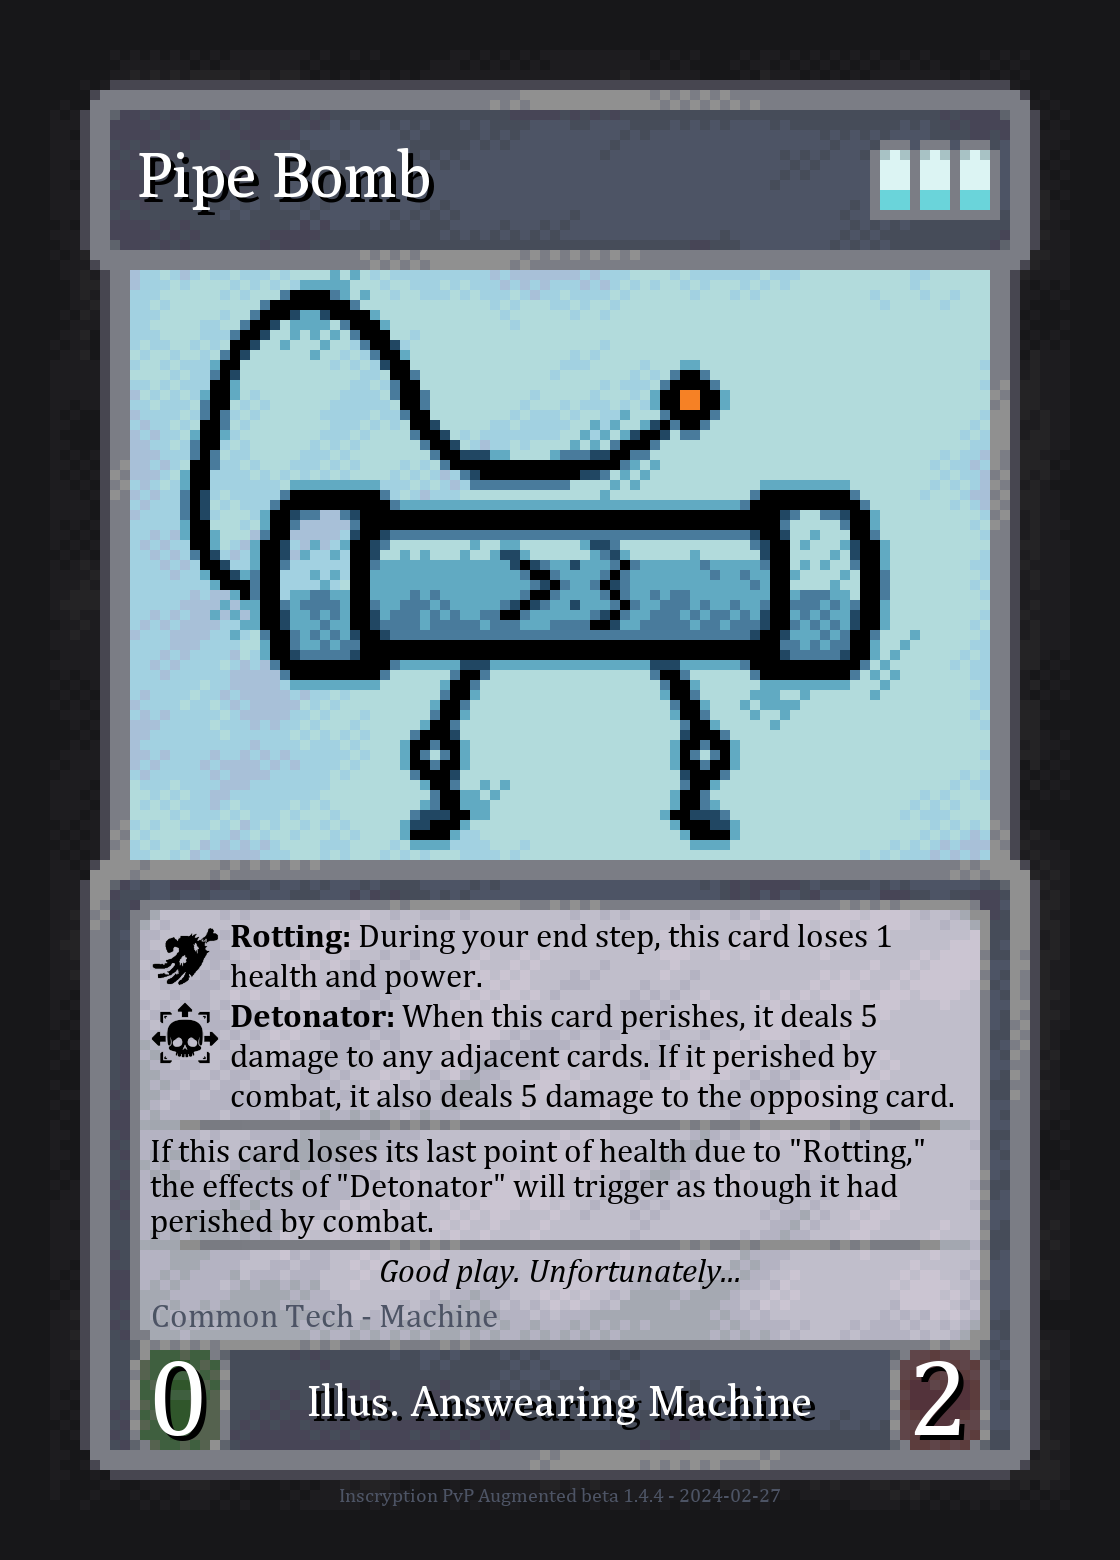 Pipe Bomb
Rotting: During your end step, this card loses 1
health and power.
Detonator: When this card perishes, it deals 5
damage to any adjacent cards. If it perished by
combat, it also deals 5 damage to the opposing card.
If this card loses its last point of health due to "Rotting,"
the effects of "Detonator" will trigger as though it had
perished by combat.
Good play. Unfortunately...
Common Tech - Machine
0
Illus. Answearing Machine
2
Inscryption PvP Augmented beta 1.4.4 - 2024-02-27